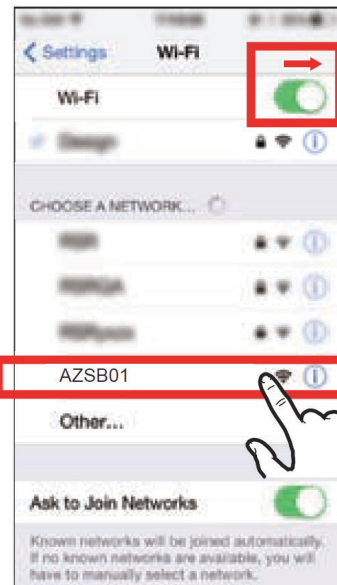 Settings
Wi-Fi
Wi-Fi
CHOOSE A NETWORK...
AZSB01
Other...
Ask to Join Networks
Known networks will be joined automatically.
If no known networks are available, you will
have to manually select a network.